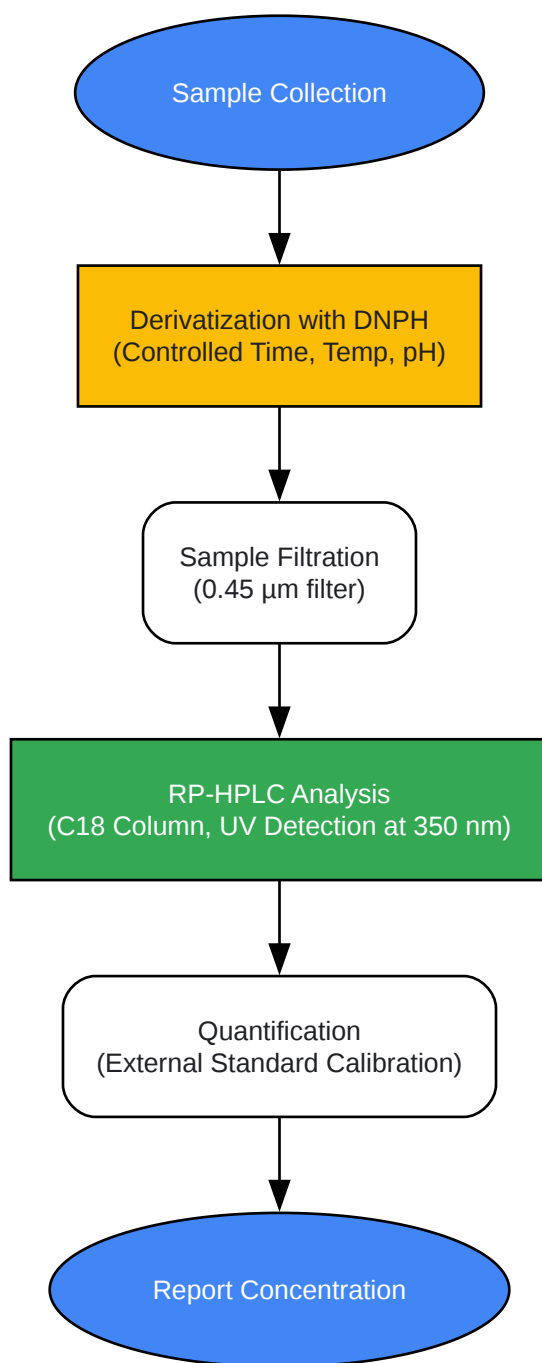 Sample Collection
Derivatization with DNPH
(Controlled Time, Temp, pH)
Sample Filtration
(0.45 µm filter)
RP-HPLC Analysis
(C18 Column, UV Detection at 350 nm)
Quantification
(External Standard Calibration)
Report Concentration